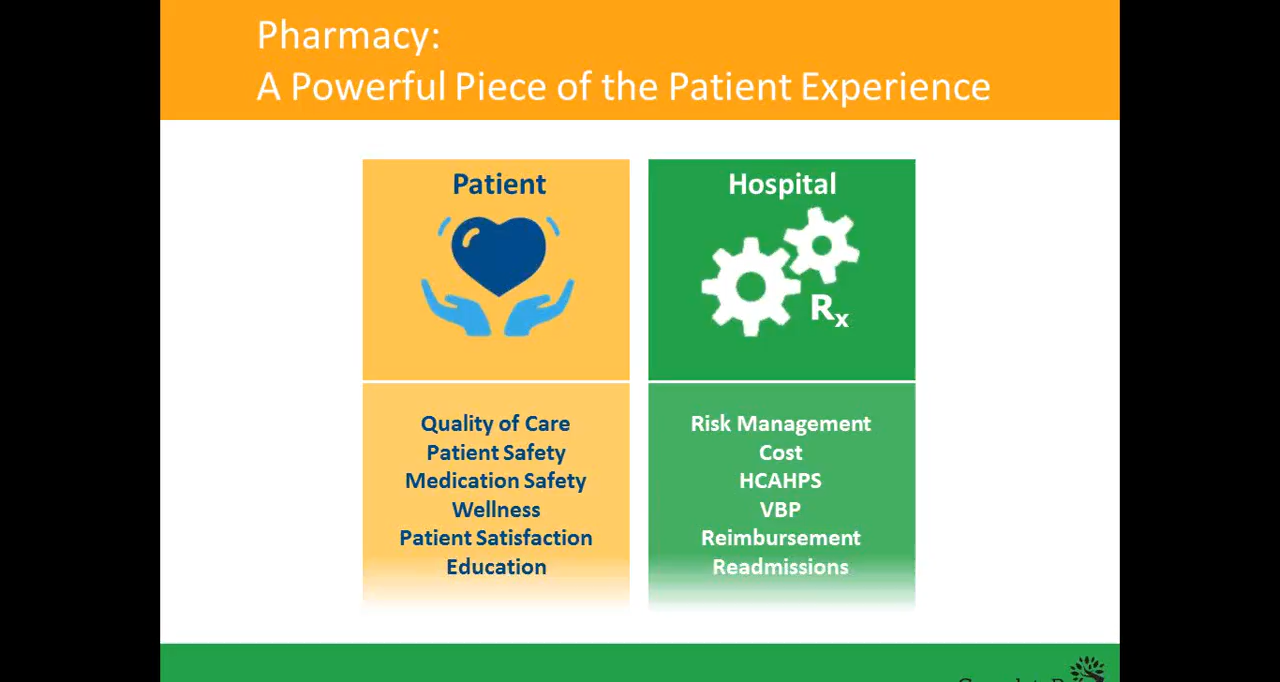 Pharmacy:
A Powerful Piece of the Patient Experience
Patient
Hospital
Rx
Quality of Care
Patient Safety
Medication Safety
Wellness
Patient Satisfaction
Education
Risk Management
Cost
HCAHPS
VBP
Reimbursement
Readmissions